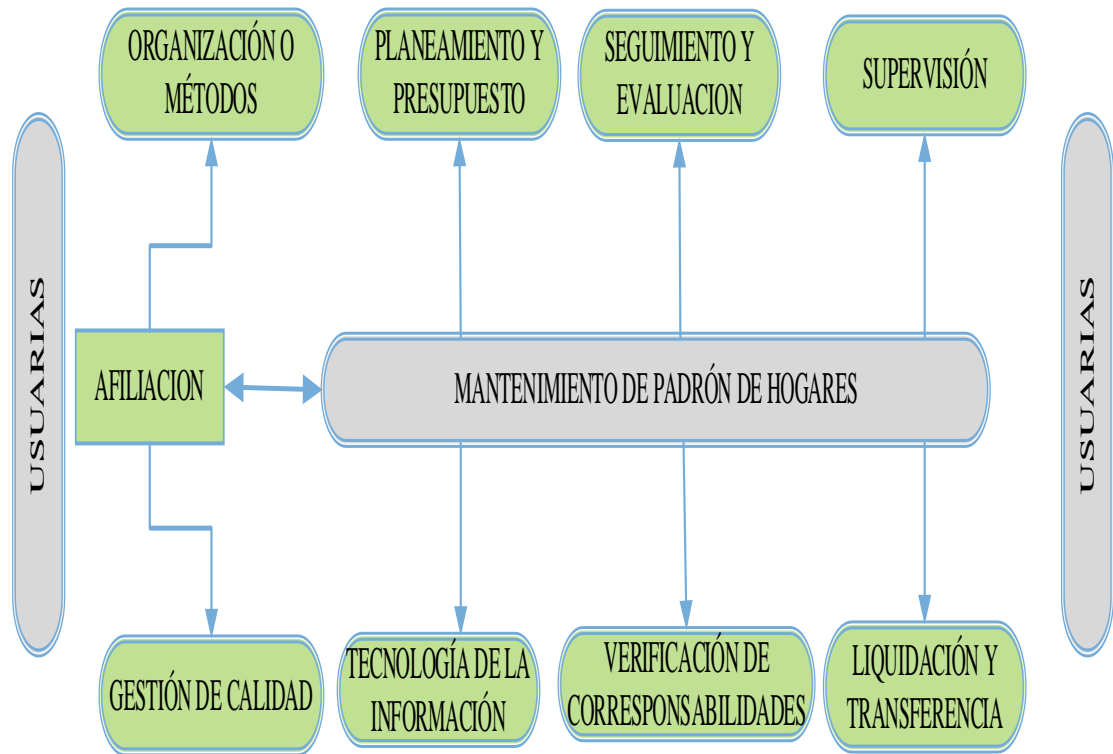 ORGANIZACIÓN O
MÉTODOS
PLANEAMIENTO Y
PRESUPUESTO
SEGUIMIENTO Y
EVALUACION
SUPERVISIÓN
USUARIAS
AFILIACION
MANTENIMIENTO DE PADRÓN DE HOGARES
USUARIAS
GESTIÓN DE CALIDAD
TECNOLOGÍA DE LA
INFORMACIÓN
VERIFICACIÓN DE
CORRESPONSABILIDADES
LIQUIDACIÓN Y
TRANSFERENCIA